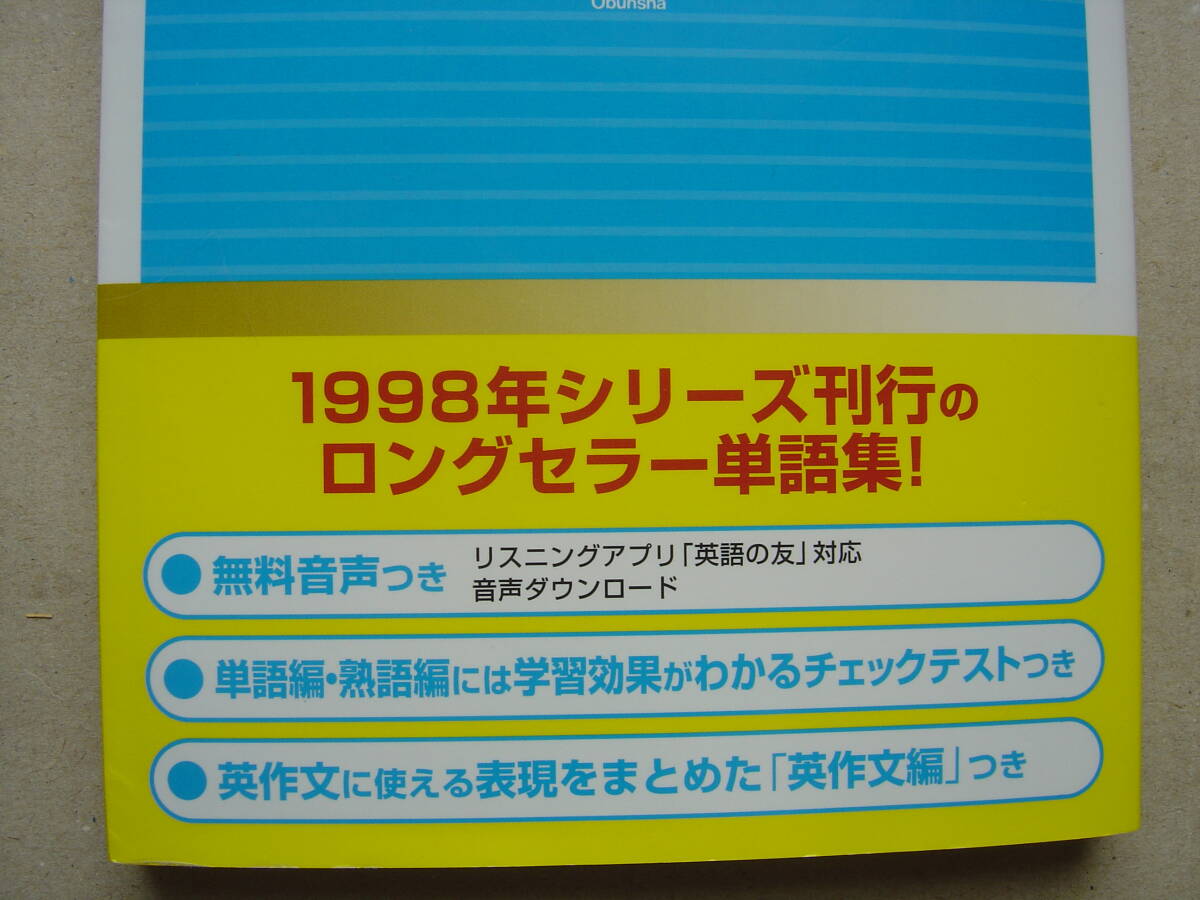 Obunsha
1998年シリーズ刊行の
ロングセラー単語集!
●無料音声つき
リスニングアプリ「英語の友」対応
音声ダウンロード
●単語編・熟語編には学習効果がわかるチェックテストつき
●英作文に使える表現をまとめた「英作文編」つき